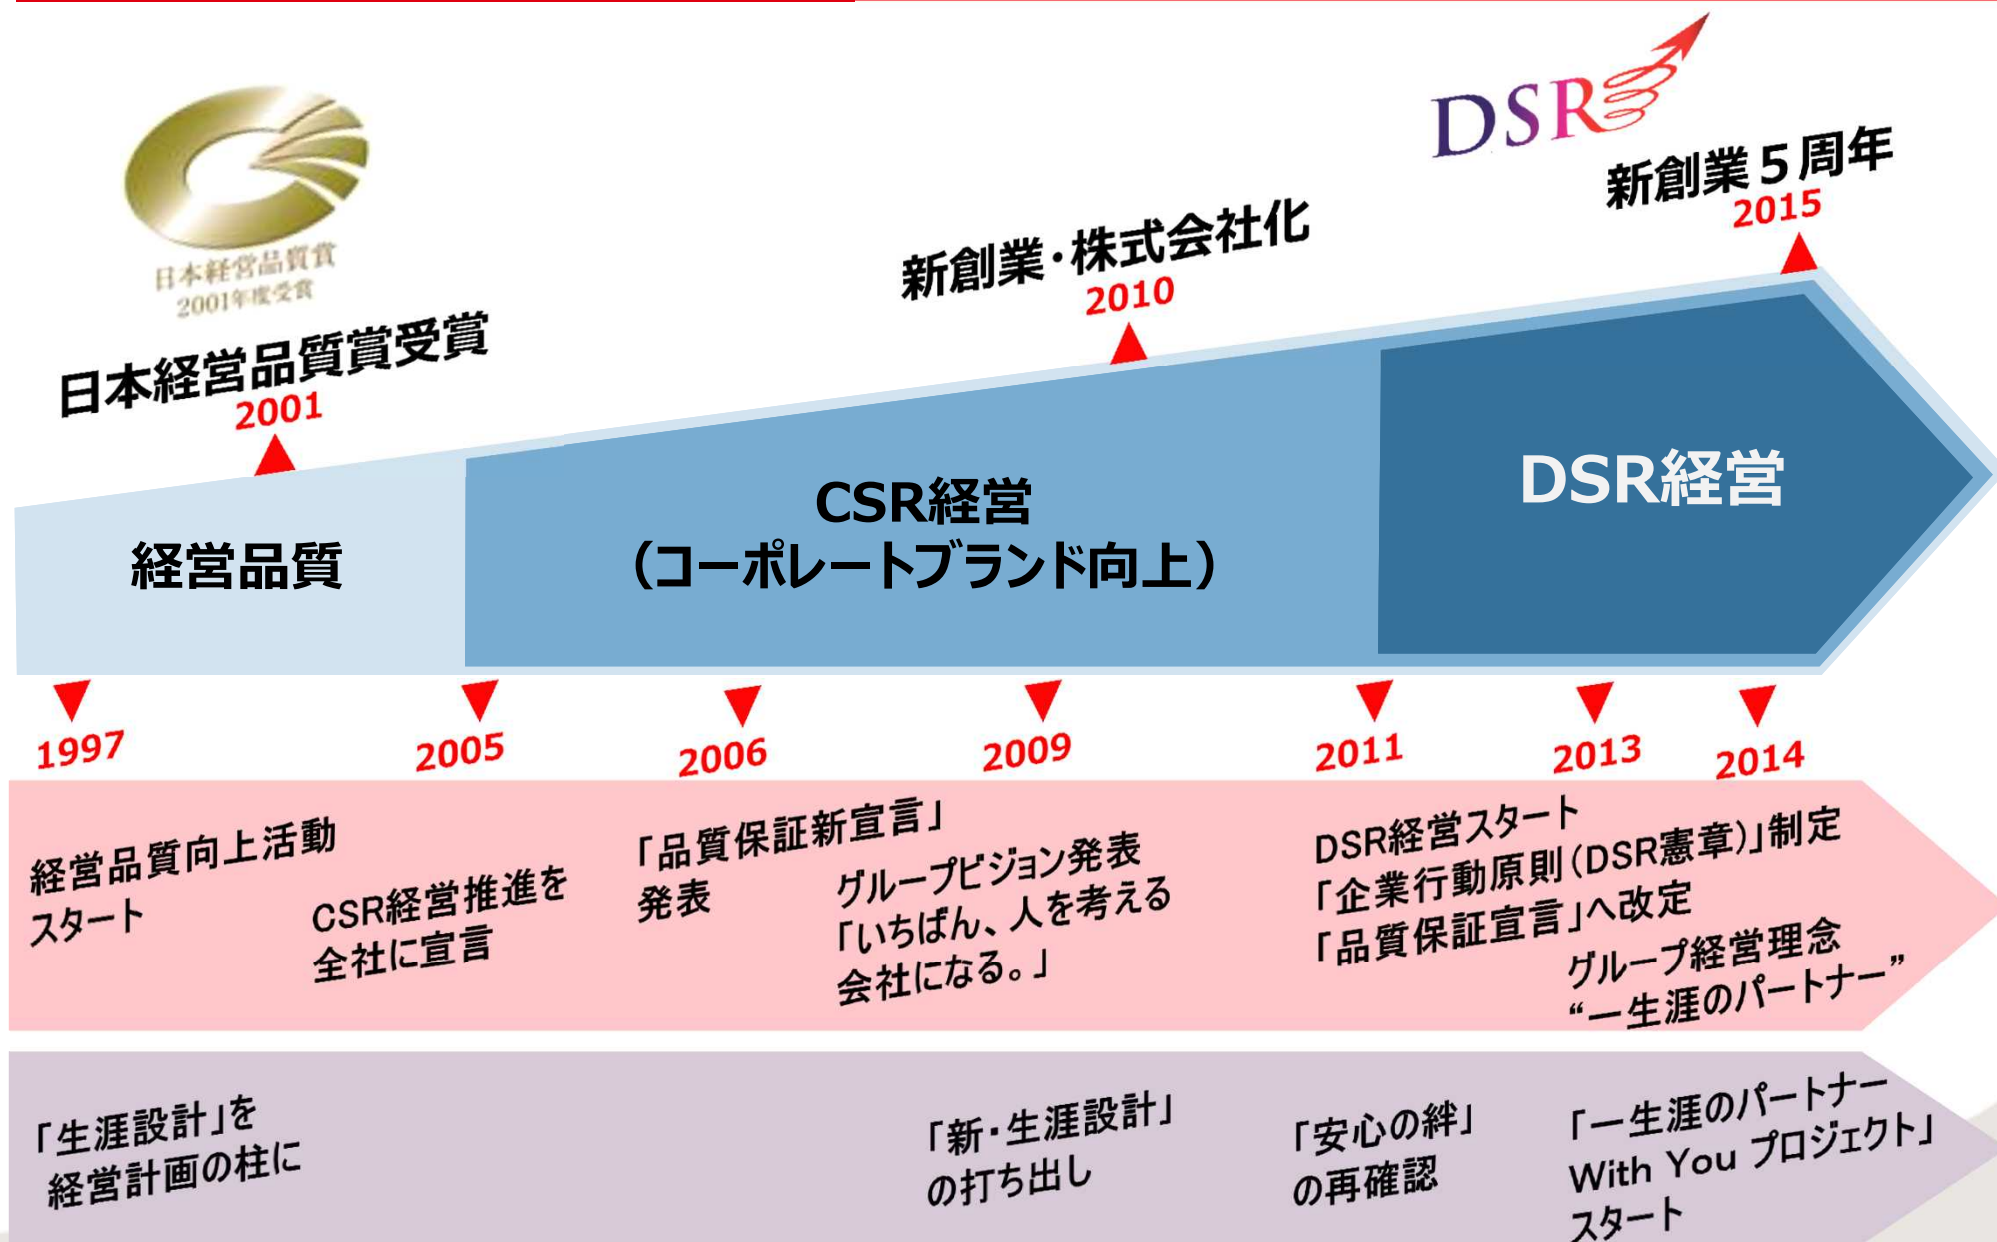 DSR
新創業５周年
2015
新創業・株式会社化
2010
日本経営品質賞
2001年度受賞
日本経営品質賞受賞
2001
経営品質
CSR経営
（コーポレートブランド向上）
DSR経営
1997
2005
2006
2009
2011
2013
2014
経営品質向上活動
スタート
CSR経営推進を
全社に宣言
「品質保証新宣言」
発表
グループビジョン発表
「いちばん、人を考える
会社になる。」
DSR経営スタート
「企業行動原則（DSR憲章）」制定
「品質保証宣言」へ改定
グループ経営理念
“一生涯のパートナー”
「生涯設計」を
経営計画の柱に
「新・生涯設計」
の打ち出し
「安心の絆」
の再確認
「一生涯のパートナー
With You プロジェクト」
スタート